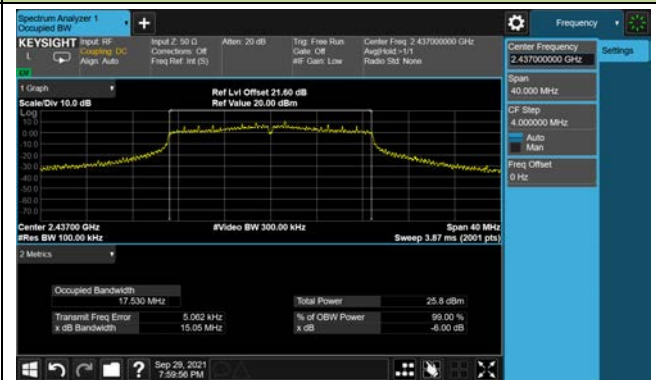 Spectrum Analyzer 1
Occupied BW
Frequency
KEYSIGHT
Input: RF
Coupling: DC
Align: Auto
Input Z: 50 Ω
Corrections: Off
Freq Ref: Int (S)
Atten: 20 dB
Trig: Free Run
Gate: Off
#IF Gain: Low
Center Freq: 2.437000000 GHz
Avg|Hold:>1/1
Radio Std: None
Center Frequency
2.437000000 GHz
Settings
Span
40.000 MHz
CF Step
4.000000 MHz
Auto
Man
Freq Offset
0 Hz
1 Graph
Scale/Div 10.0 dB
Ref Lvl Offset 21.60 dB
Ref Value 20.00 dBm
Log
10.0
0.00
-10.0
-20.0
-30.0
-40.0
-50.0
-60.0
-70.0
Center 2.43700 GHz
#Res BW 100.00 kHz
#Video BW 300.00 kHz
Span 40 MHz
Sweep 3.87 ms (2001 pts)
2 Metrics
Occupied Bandwidth
17.530 MHz
Total Power 25.8 dBm
Transmit Freq Error 5.062 kHz
% of OBW Power 99.00 %
x dB Bandwidth 15.05 MHz
x dB -6.00 dB
Sep 29, 2021
7:59:56 PM